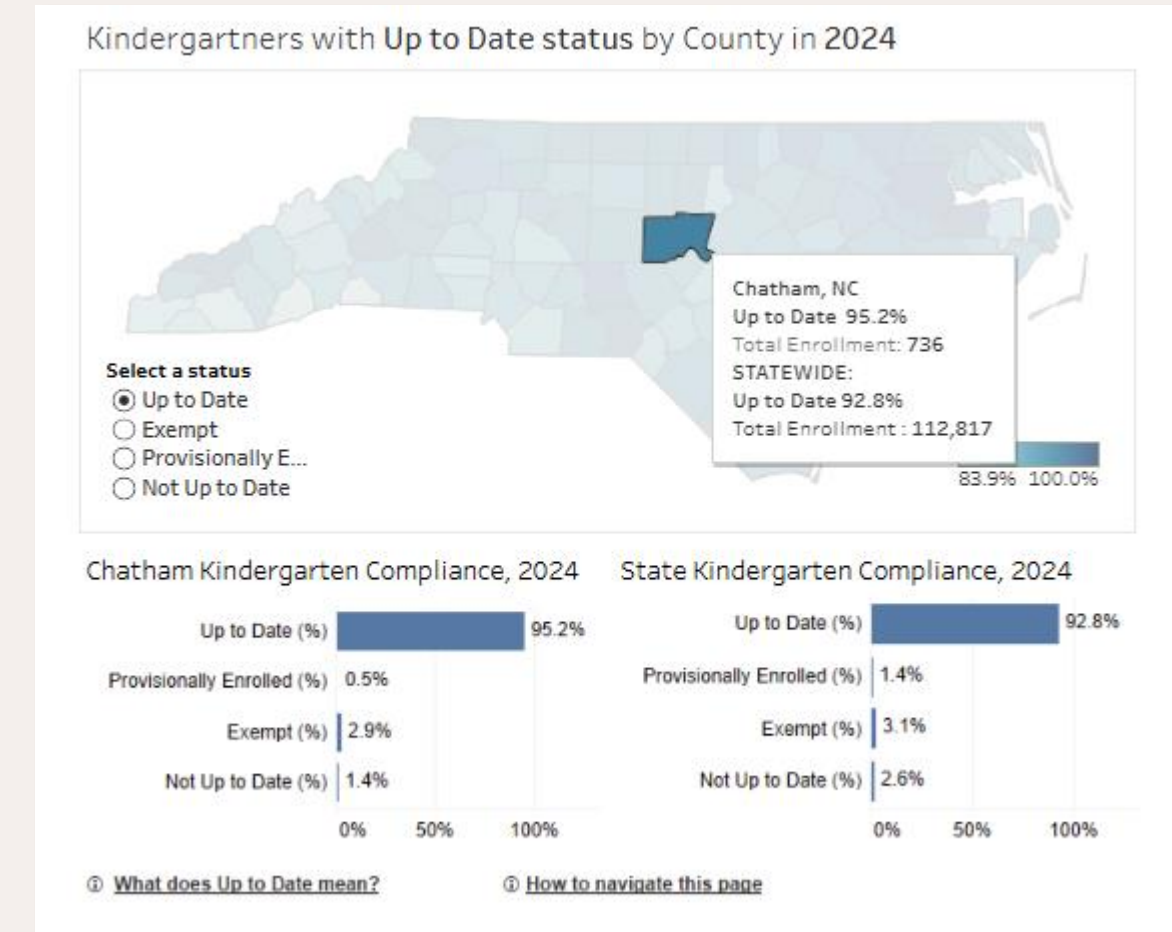 Kindergartners with Up to Date status by County in 2024
Chatham, NC
Up to Date 95.2%
Total Enrollment: 736
STATEWIDE:
Up to Date 92.8%
Total Enrollment : 112,817
Select a status
Up to Date
Exempt
Provisionally E...
Not Up to Date
83.9% 100.0%
Chatham Kindergarten Compliance, 2024
Up to Date (%) 95.2%
Provisionally Enrolled (%) 0.5%
Exempt (%) 2.9%
Not Up to Date (%) 1.4%
0% 50% 100%
State Kindergarten Compliance, 2024
Up to Date (%) 92.8%
Provisionally Enrolled (%) 1.4%
Exempt (%) 3.1%
Not Up to Date (%) 2.6%
0% 50% 100%
What does Up to Date mean?
How to navigate this page